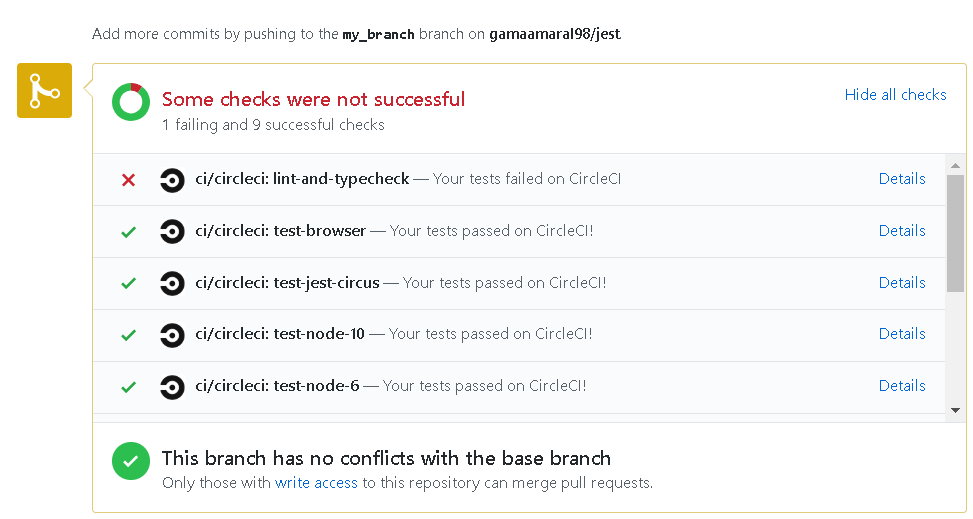 Add more commits by pushing to the my_branch branch on gamaamaral98/jest.
Some checks were not successful
Hide all checks
1 failing and 9 successful checks
ci/circleci: lint-and-typecheck — Your tests failed on CircleCI
Details
ci/circleci: test-browser — Your tests passed on CircleCI!
Details
ci/circleci: test-jest-circus — Your tests passed on CircleCI!
Details
ci/circleci: test-node-10 — Your tests passed on CircleCI!
Details
ci/circleci: test-node-6 — Your tests passed on CircleCI!
Details
This branch has no conflicts with the base branch
Only those with write access to this repository can merge pull requests.